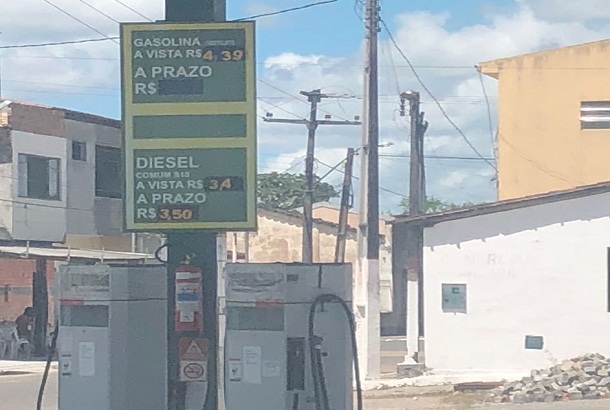 GASOLINA
A VISTA R$ 4,39
A PRAZO
R$
DIESEL
COMUM S10
A VISTA R$ 3,4
A PRAZO
R$ 3,50